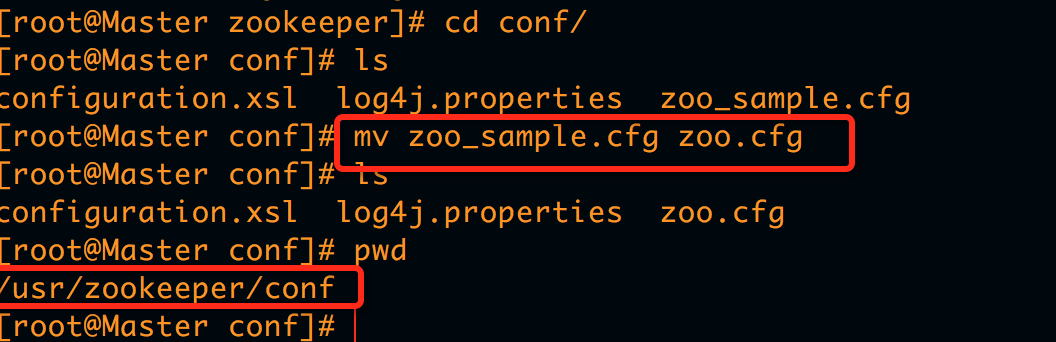 [root@Master zookeeper]# cd conf/
[root@Master conf]# ls
configuration.xsl  log4j.properties  zoo_sample.cfg
[root@Master conf]# mv zoo_sample.cfg zoo.cfg
[root@Master conf]# ls
configuration.xsl  log4j.properties  zoo.cfg
[root@Master conf]# pwd
/usr/zookeeper/conf
[root@Master conf]#